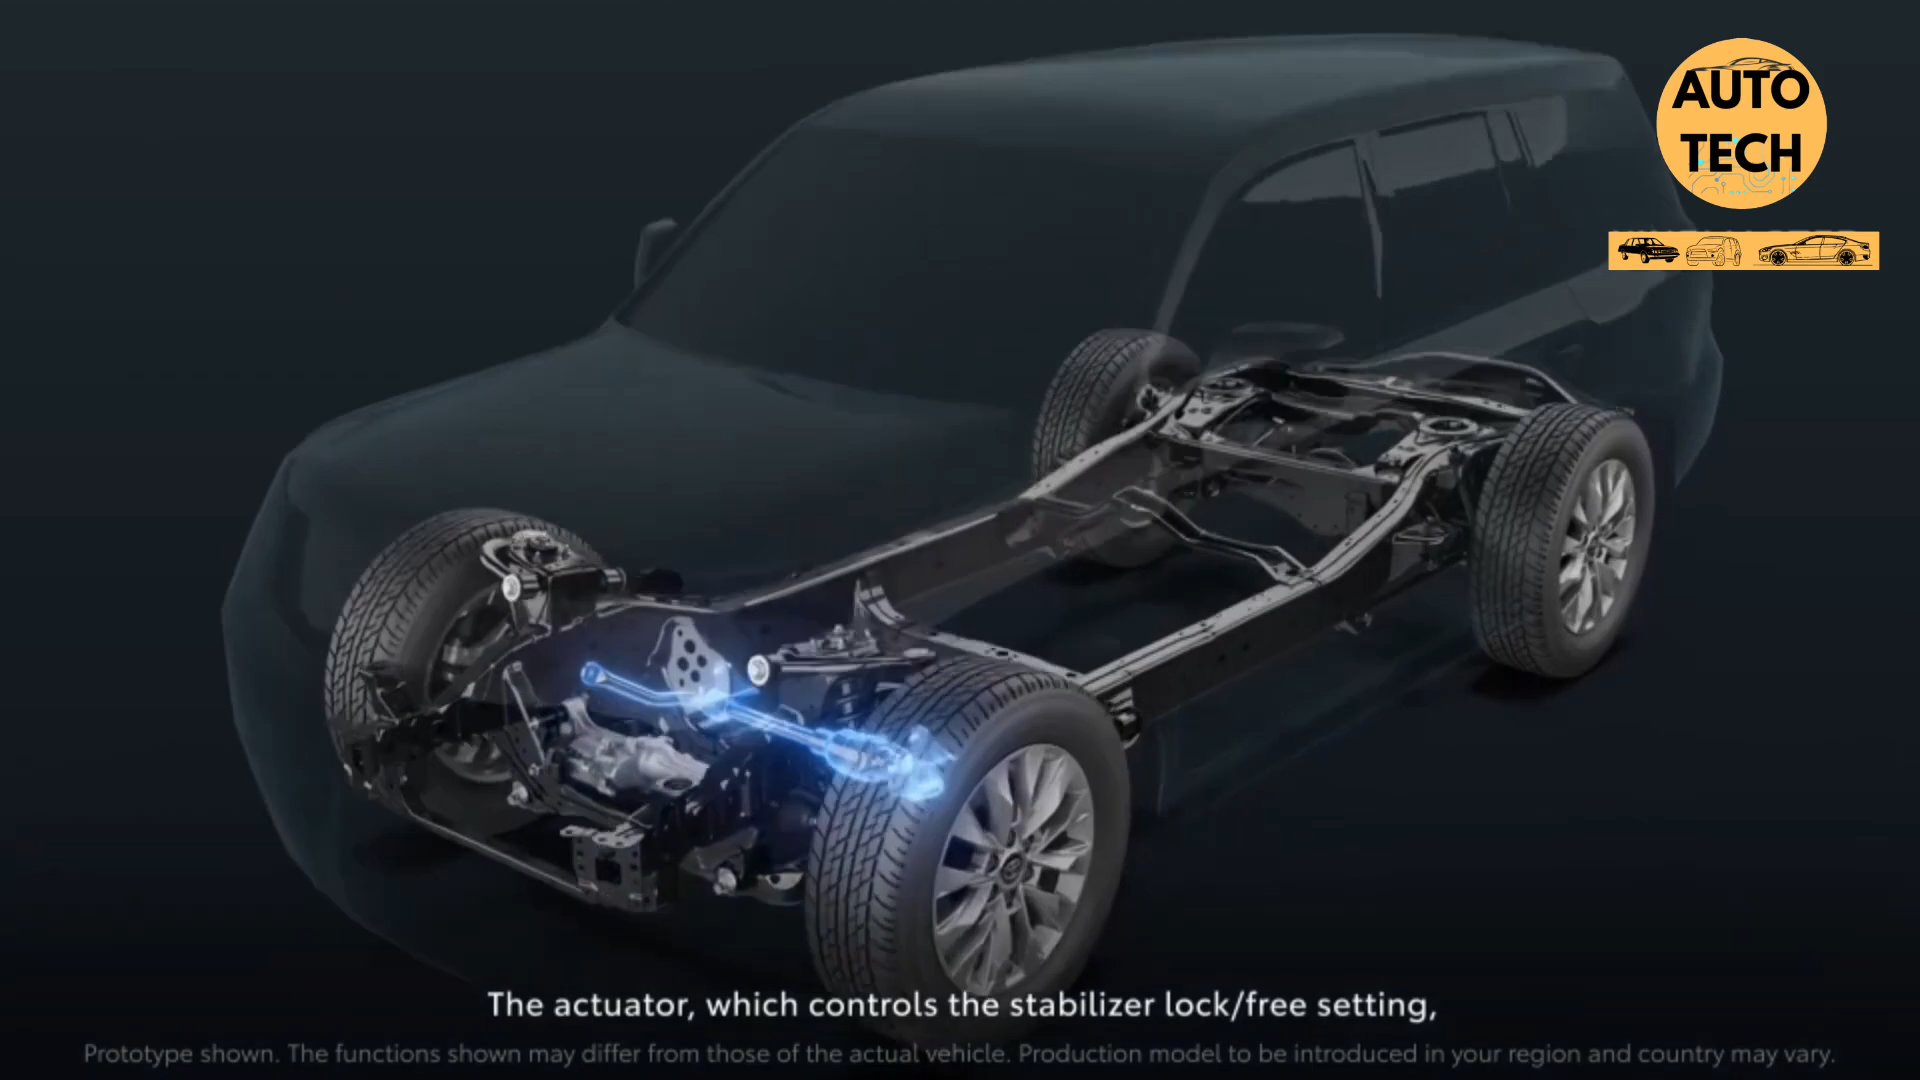 AUTO
TECH
The actuator, which controls the stabilizer lock/free setting,
Prototype shown. The functions shown may differ from those of the actual vehicle. Production model to be introduced in your region and country may vary.